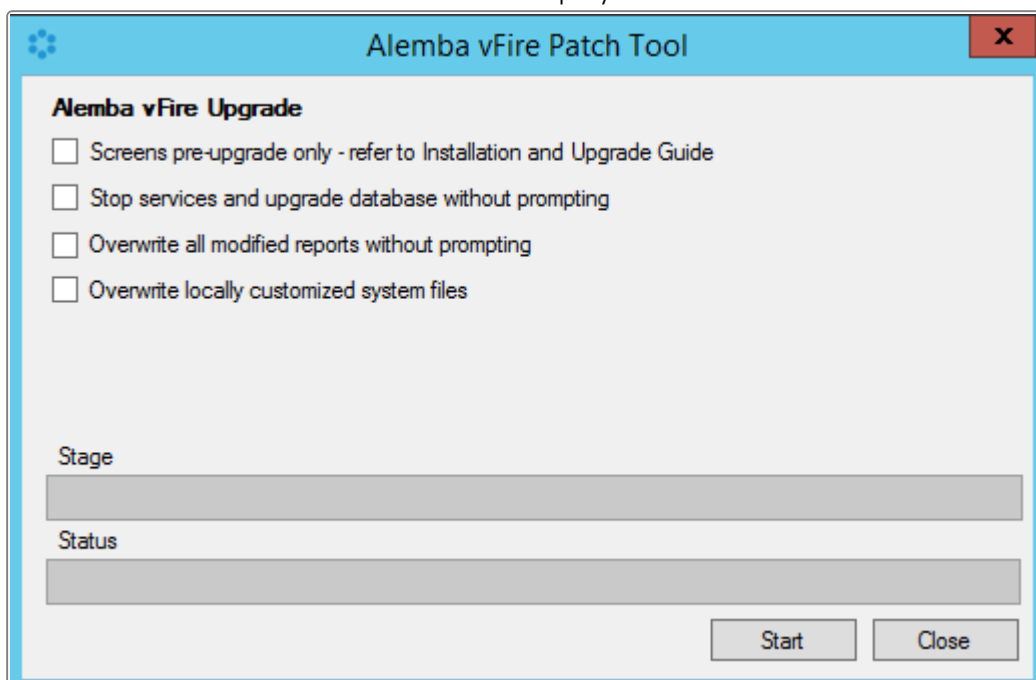 Alemba vFire Patch Tool
x
Alemba vFire Upgrade
Screens pre-upgrade only - refer to Installation and Upgrade Guide
Stop services and upgrade database without prompting
Overwrite all modified reports without prompting
Overwrite locally customized system files
Stage
Status
Start Close